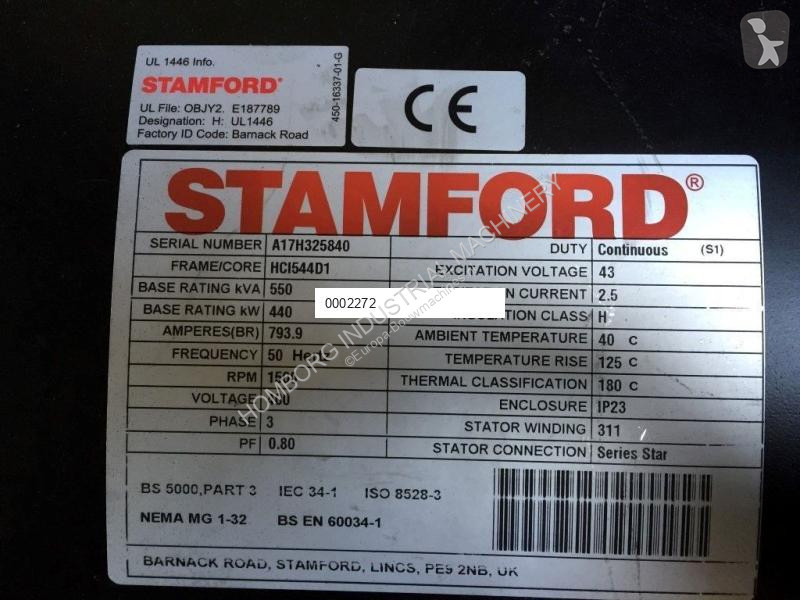 UL 1446 Info.
STAMFORD®
UL File: OBJY2. E187789
Designation: H: UL1446
Factory ID Code: Barnack Road
450-16337-01-G
CE
STAMFORD®
SERIAL NUMBER A17H325840 DUTY Continuous (S1)
FRAME/CORE HCI544D1 EXCITATION VOLTAGE 43
BASE RATING kVA 550 CURRENT 2.5
0002272
BASE RATING kW 440 CLASS H
AMPERES(BR) 793.9 AMBIENT TEMPERATURE 40 C
FREQUENCY 50 Hertz TEMPERATURE RISE 125 C
RPM THERMAL CLASSIFICATION 180 C
VOLTAGE ENCLOSURE IP23
PHASE 3 STATOR WINDING 311
PF 0.80 STATOR CONNECTION Series Star
BS 5000,PART 3 IEC 34-1 ISO 8528-3
NEMA MG 1-32 BS EN 60034-1
BARNACK ROAD, STAMFORD, LINCS, PE9 2NB, UK
HOMBORG INDUSTRIAL MACHINERY
©Europa-Bouwmachines